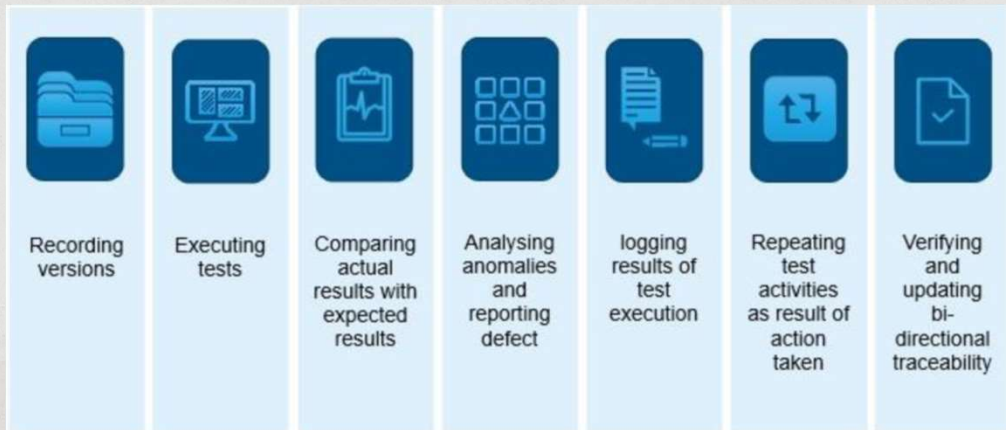 Recording
versions
Executing
tests
Comparing
actual
results with
expected
results
Analysing
anomalies
and
reporting
defect
logging
results of
test
execution
Repeating
test
activities
as result of
action
taken
Verifying
and
updating
bi-
directional
traceability